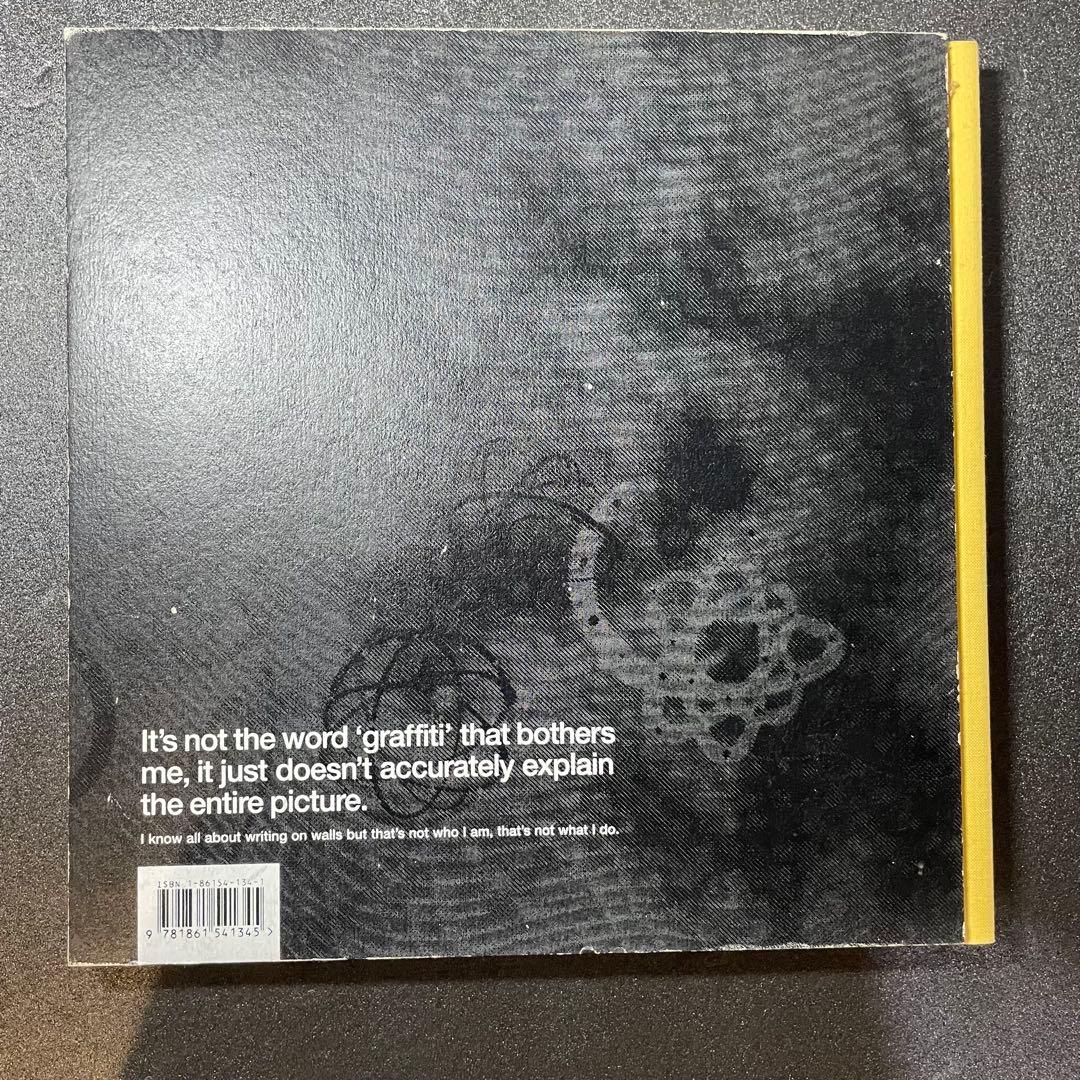 It's not the word ‘graffiti’ that bothers
me, it just doesn't accurately explain
the entire picture.
I know all about writing on walls but that's not who I am, that's not what I do.
ISBN 1-86154-134-1
9 781861 541345 >